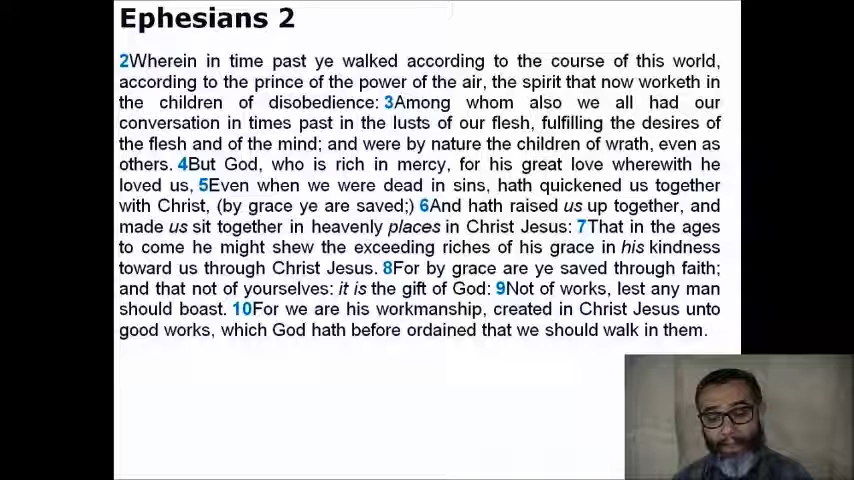 Ephesians 2
2Wherein in time past ye walked according to the course of this world,
according to the prince of the power of the air, the spirit that now worketh in
the children of disobedience: 3Among whom also we all had our
conversation in times past in the lusts of our flesh, fulfilling the desires of
the flesh and of the mind; and were by nature the children of wrath, even as
others. 4But God, who is rich in mercy, for his great love wherewith he
loved us, 5Even when we were dead in sins, hath quickened us together
with Christ, (by grace ye are saved;) 6And hath raised us up together, and
made us sit together in heavenly places in Christ Jesus: 7That in the ages
to come he might shew the exceeding riches of his grace in his kindness
toward us through Christ Jesus. 8For by grace are ye saved through faith;
and that not of yourselves: it is the gift of God: 9Not of works, lest any man
should boast. 10For we are his workmanship, created in Christ Jesus unto
good works, which God hath before ordained that we should walk in them.